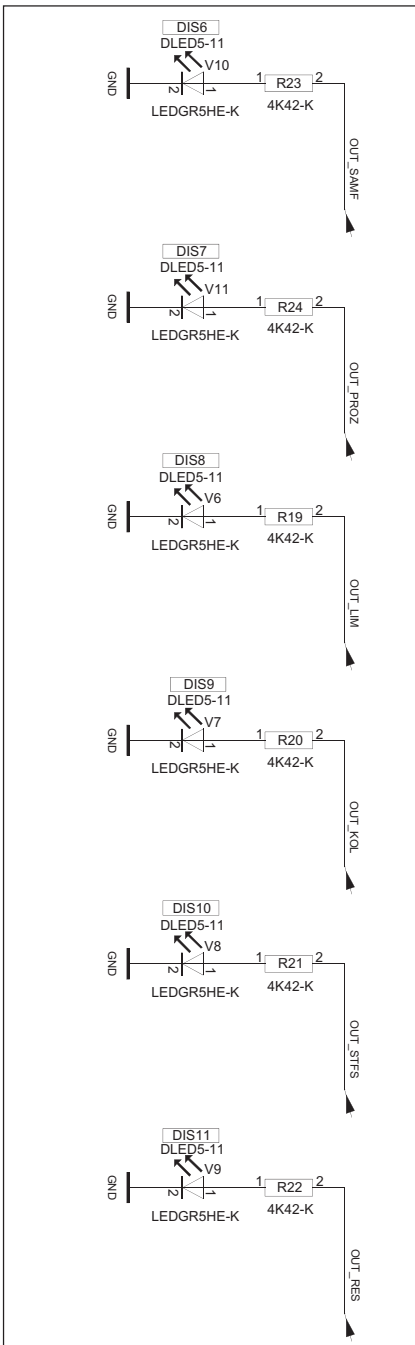 DIS6
DLED5-11
V10
GND
2
1
1
R23
2
LEDGR5HE-K
4K42-K
OUT_SAMF
DIS7
DLED5-11
V11
GND
2
1
1
R24
2
LEDGR5HE-K
4K42-K
OUT_PROZ
DIS8
DLED5-11
V6
GND
2
1
1
R19
2
LEDGR5HE-K
4K42-K
OUT_LIM
DIS9
DLED5-11
V7
GND
2
1
1
R20
2
LEDGR5HE-K
4K42-K
OUT_KOL
DIS10
DLED5-11
V8
GND
2
1
1
R21
2
LEDGR5HE-K
4K42-K
OUT_STFS
DIS11
DLED5-11
V9
GND
2
1
1
R22
2
LEDGR5HE-K
4K42-K
OUT_RES